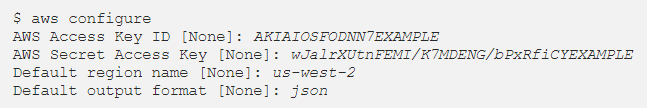 $ aws configure
AWS Access Key ID [None]: AKIAIOSFODNN7EXAMPLE
AWS Secret Access Key [None]: wJalrXUtnFEMI/K7MDENG/bPxRfiCYEXAMPLE
Default region name [None]: us-west-2
Default output format [None]: json